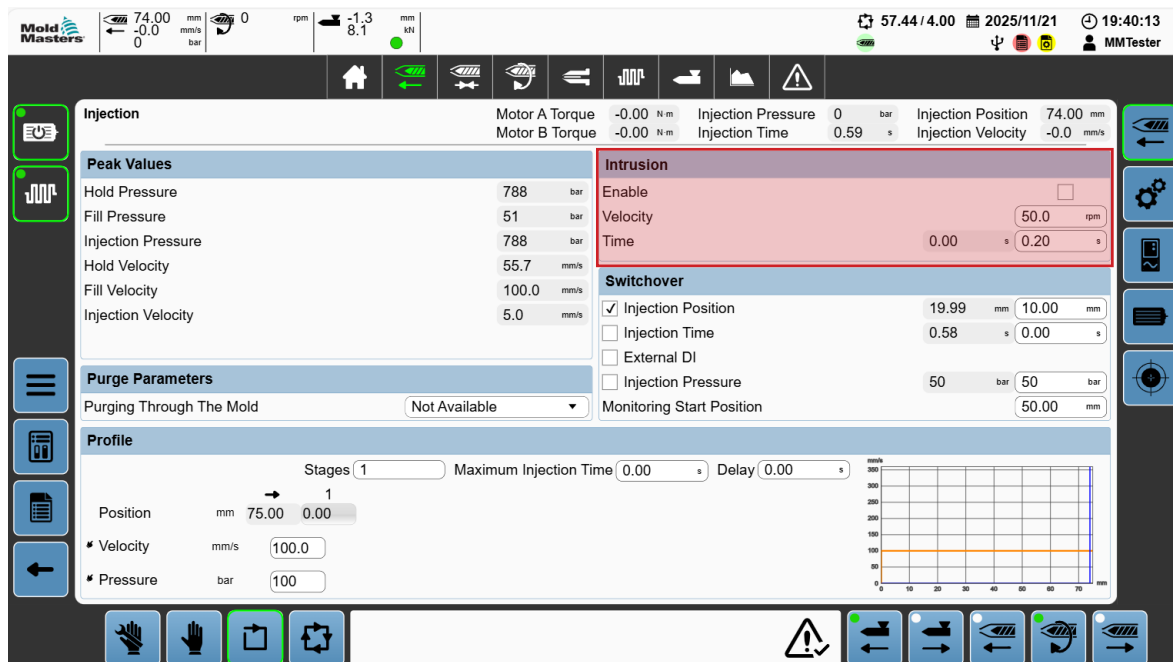 Mold Masters
74.00 mm 0 rpm -1.3 mm 57.44 / 4.00 2025/11/21 19:40:13
-0.0 mm/s 8.1 kN MMTester
0 bar
Injection Motor A Torque -0.00 N·m Injection Pressure 0 bar Injection Position 74.00 mm
Motor B Torque -0.00 N·m Injection Time 0.59 s Injection Velocity -0.0 mm/s
Peak Values
Hold Pressure 788 bar
Fill Pressure 51 bar
Injection Pressure 788 bar
Hold Velocity 55.7 mm/s
Fill Velocity 100.0 mm/s
Injection Velocity 5.0 mm/s
Intrusion
Enable
Velocity 50.0 rpm
Time 0.00 s 0.20 s
Switchover
Injection Position 19.99 mm 10.00 mm
Injection Time 0.58 s 0.00 s
External DI
Injection Pressure 50 bar 50 bar
Monitoring Start Position 50.00 mm
Purge Parameters
Purging Through The Mold Not Available
Profile
Stages 1 Maximum Injection Time 0.00 s Delay 0.00 s
1
Position mm 75.00 0.00
Velocity mm/s 100.0
Pressure bar 100
mm/s
350
300
250
200
150
100
50
0
0 10 20 30 40 50 60 70 mm